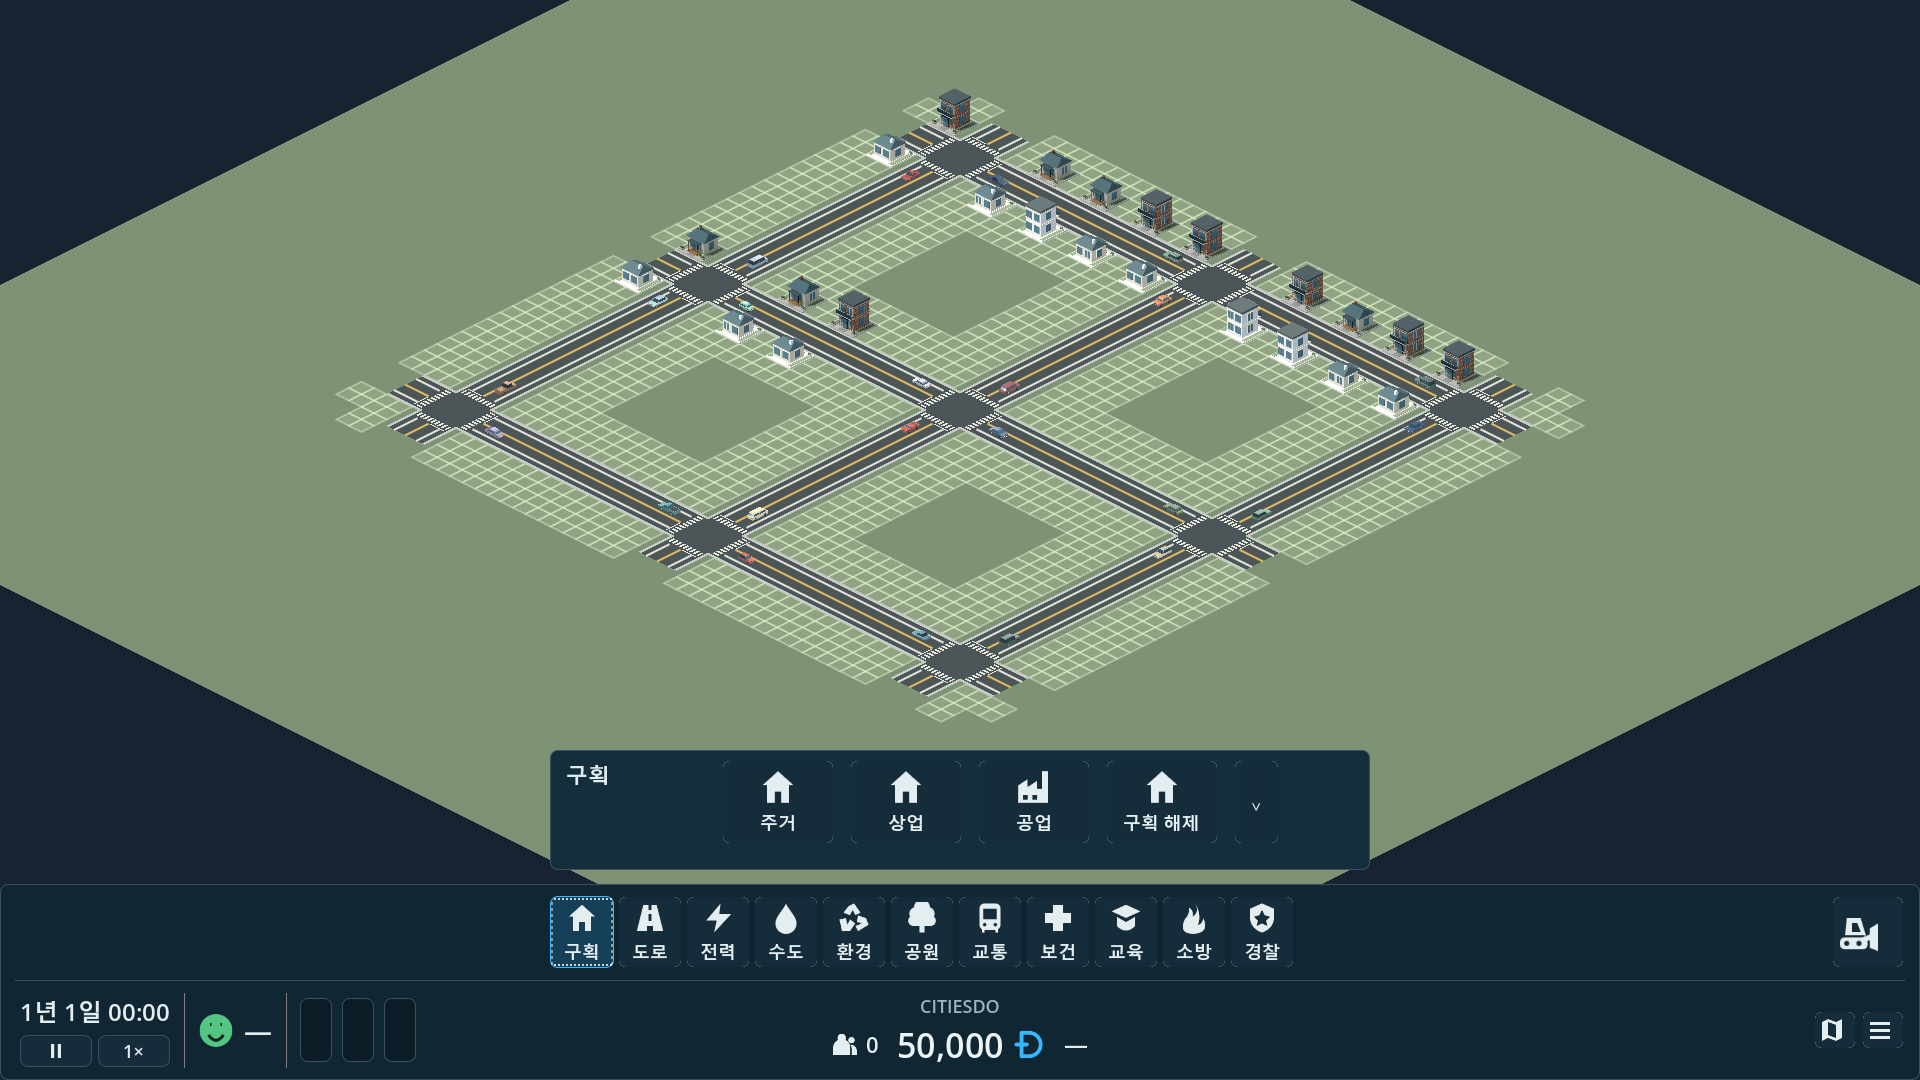 구획
주거
상업
공업
구획 해제
구획
도로
전력
수도
환경
공원
교통
보건
교육
소방
경찰
1년 1일 00:00
1×
—
CITIESDO
0
50,000
—